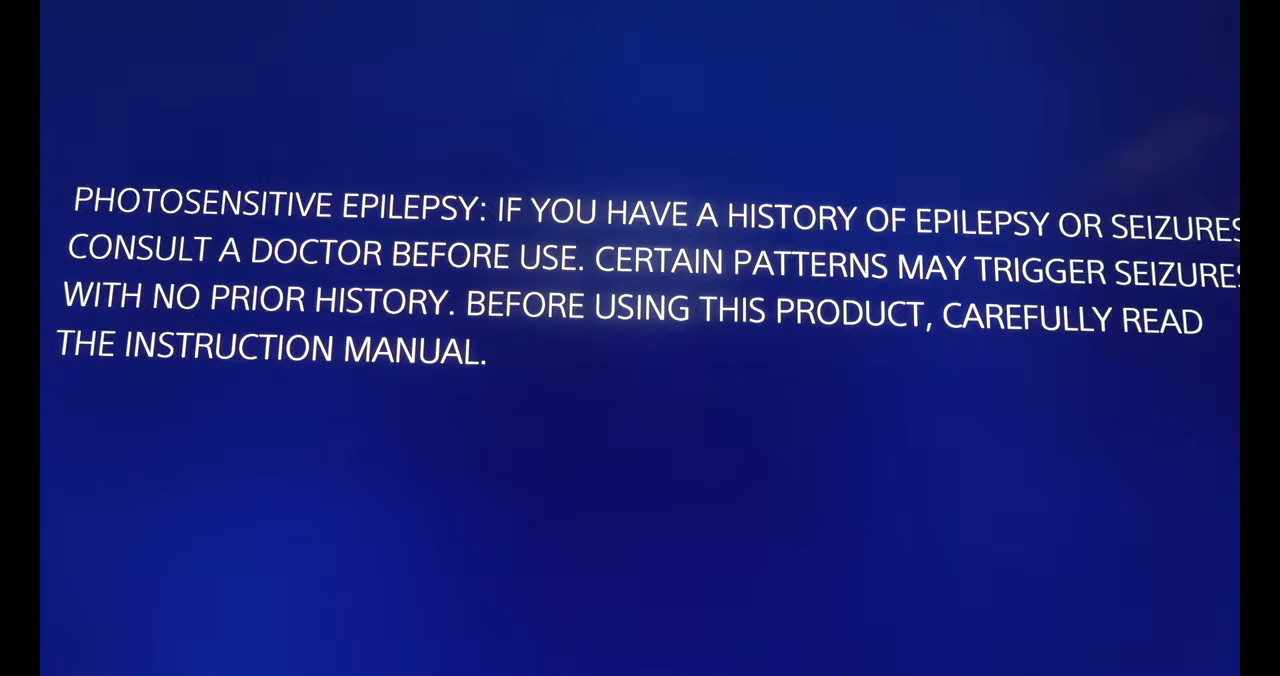 PHOTOSENSITIVE EPILEPSY: IF YOU HAVE A HISTORY OF EPILEPSY OR SEIZURES
CONSULT A DOCTOR BEFORE USE. CERTAIN PATTERNS MAY TRIGGER SEIZURES
WITH NO PRIOR HISTORY. BEFORE USING THIS PRODUCT, CAREFULLY READ
THE INSTRUCTION MANUAL.